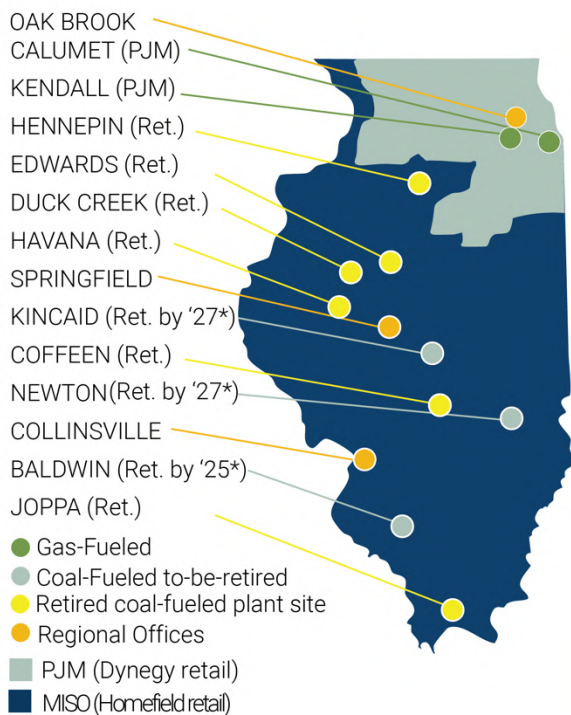 OAK BROOK
CALUMET (PJM)
KENDALL (PJM)
HENNEPIN (Ret.)
EDWARDS (Ret.)
DUCK CREEK (Ret.)
HAVANA (Ret.)
SPRINGFIELD
KINCAID (Ret. by ‘27*)
COFFEEN (Ret.)
NEWTON(Ret. by ‘27*)
COLLINSVILLE
BALDWIN (Ret. by ‘25*)
JOPPA (Ret.)
Gas-Fueled
Coal-Fueled to-be-retired
Retired coal-fueled plant site
Regional Offices
PJM (Dynegy retail)
MISO (Homefield retail)